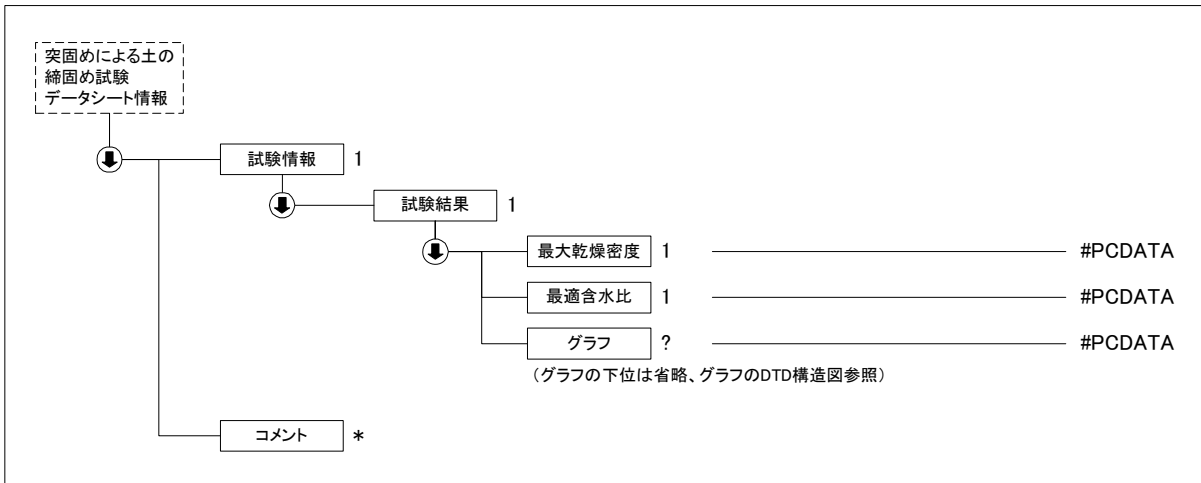 突固めによる土の
締固め試験
データシート情報
試験情報 1
試験結果 1
最大乾燥密度 1 #PCDATA
最適含水比 1 #PCDATA
グラフ ? #PCDATA
(グラフの下位は省略、グラフのDTD構造図参照)
コメント *